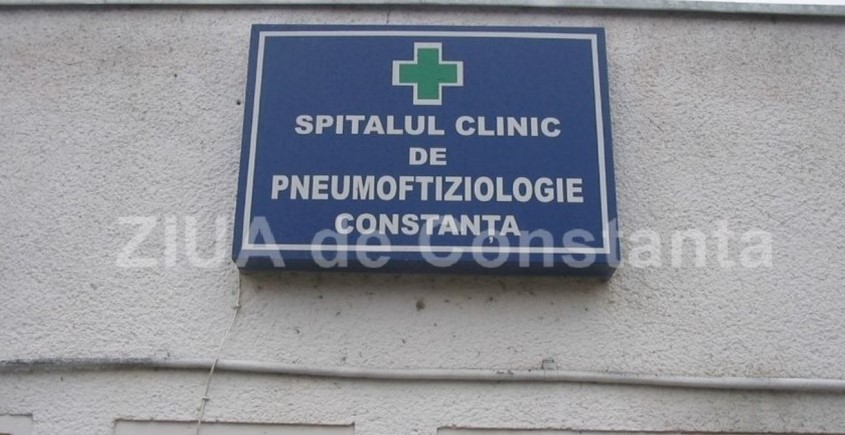 SPITALUL CLINIC
DE
PNEUMOFTIZIOLOGIE
CONSTANȚA
ZIUA de Constanta